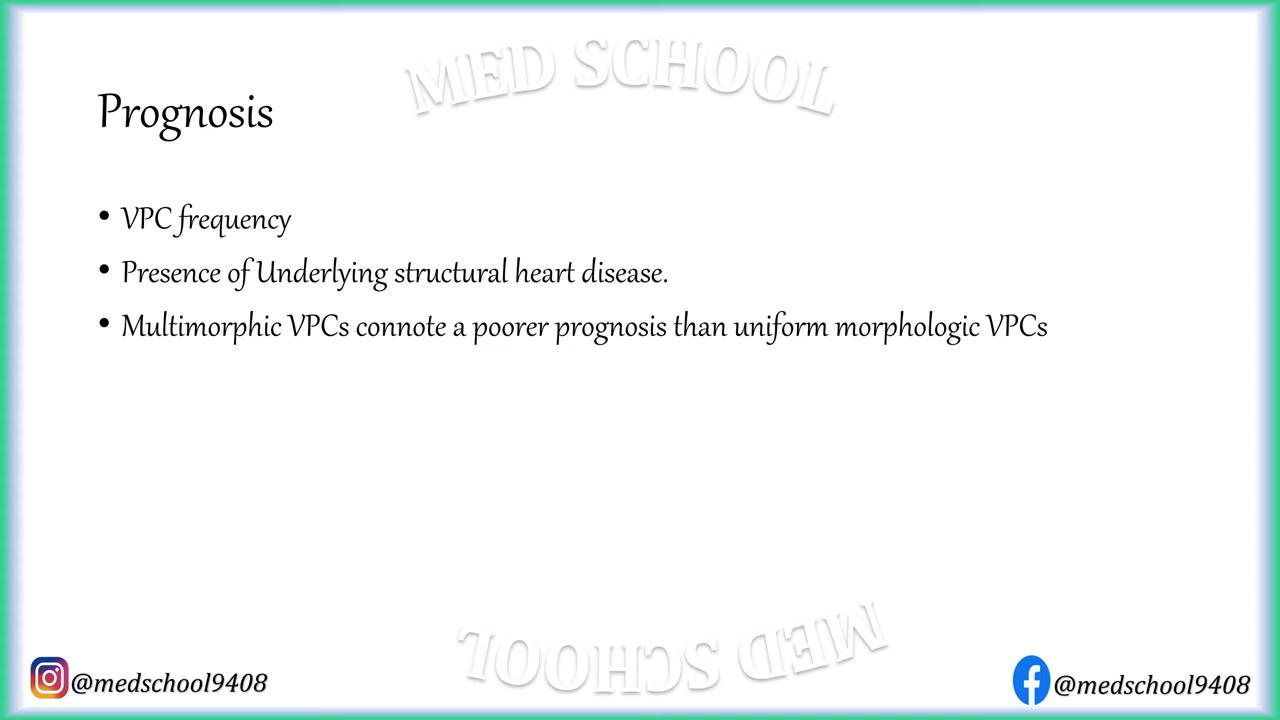 MED SCHOOL
Prognosis
• VPC frequency
• Presence of Underlying structural heart disease.
• Multimorphic VPCs connote a poorer prognosis than uniform morphologic VPCs
MED SCHOOL
@medschool9408
@medschool9408